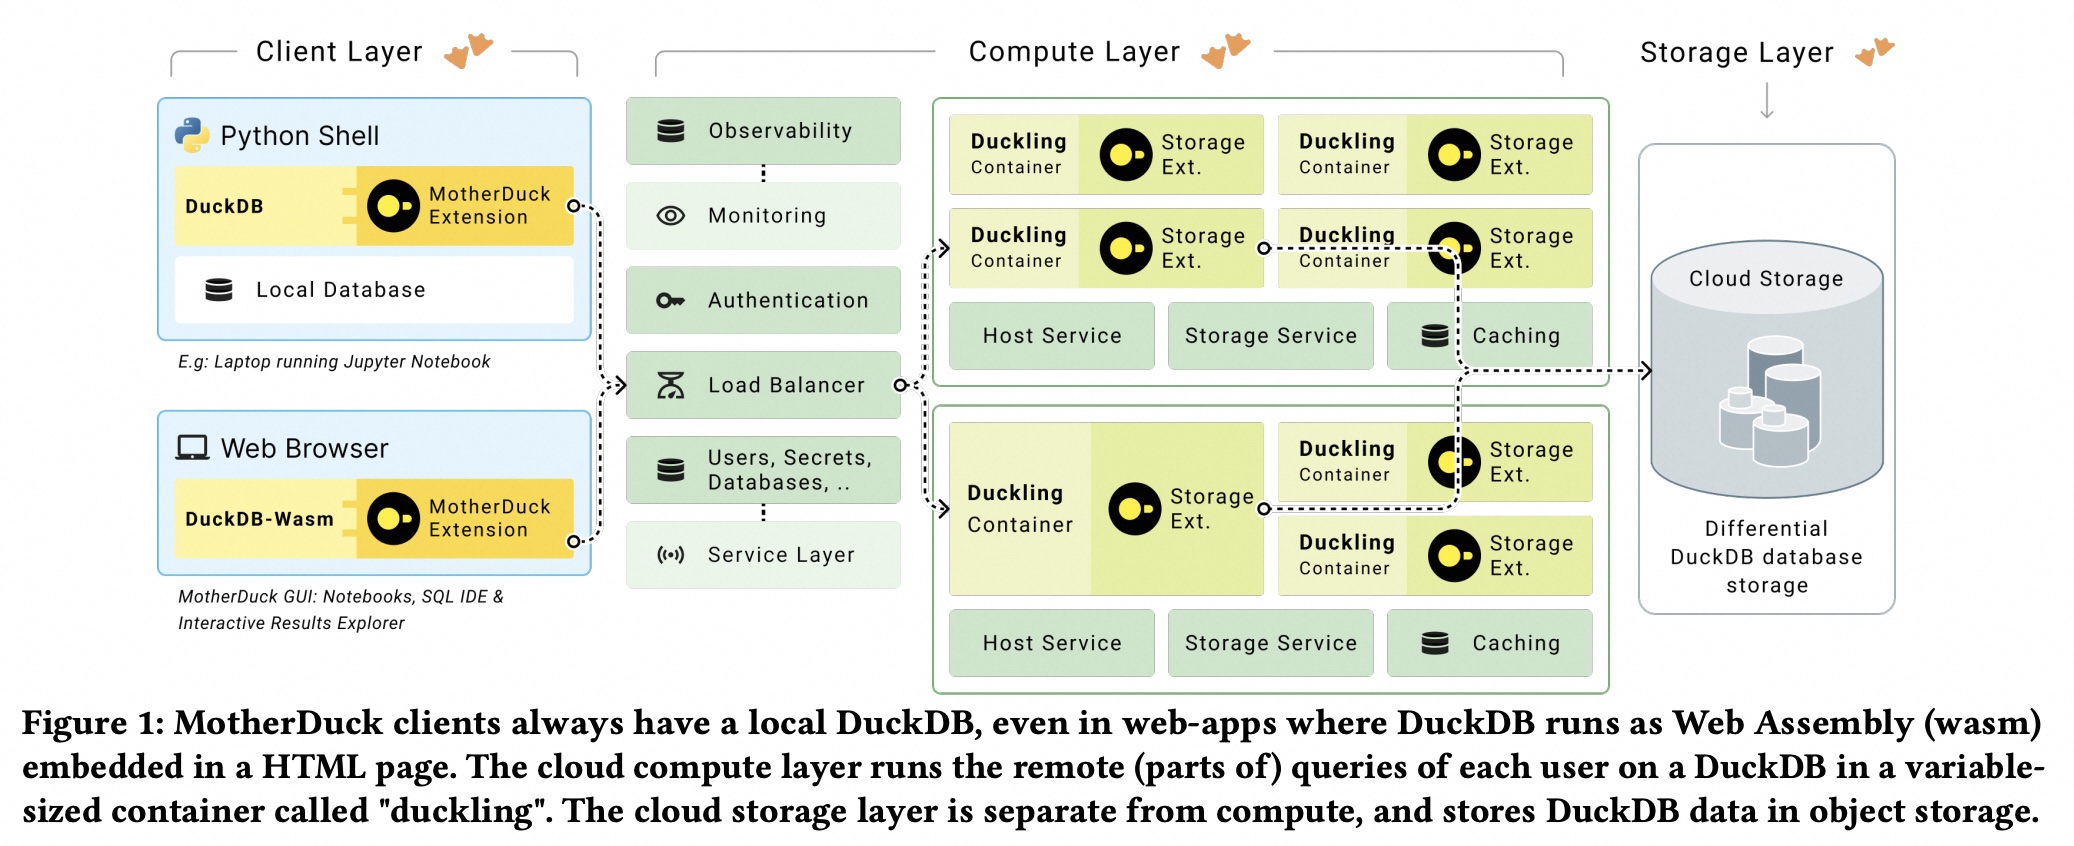 Client Layer
Compute Layer
Storage Layer
Python Shell
DuckDB
MotherDuck
Extension
Local Database
E.g: Laptop running Jupyter Notebook
Web Browser
DuckDB-Wasm
MotherDuck
Extension
MotherDuck GUI: Notebooks, SQL IDE &
Interactive Results Explorer
Observability
Monitoring
Authentication
Load Balancer
Users, Secrets,
Databases, ..
Service Layer
Duckling
Container
Storage
Ext.
Duckling
Container
Storage
Ext.
Duckling
Container
Storage
Ext.
Duckling
Container
Storage
Ext.
Host Service
Storage Service
Caching
Duckling
Container
Storage
Ext.
Duckling
Container
Storage
Ext.
Duckling
Container
Storage
Ext.
Host Service
Storage Service
Caching
Cloud Storage
Differential
DuckDB database
storage
Figure 1: MotherDuck clients always have a local DuckDB, even in web-apps where DuckDB runs as Web Assembly (wasm)
embedded in a HTML page. The cloud compute layer runs the remote (parts of) queries of each user on a DuckDB in a variable-
sized container called "duckling". The cloud storage layer is separate from compute, and stores DuckDB data in object storage.